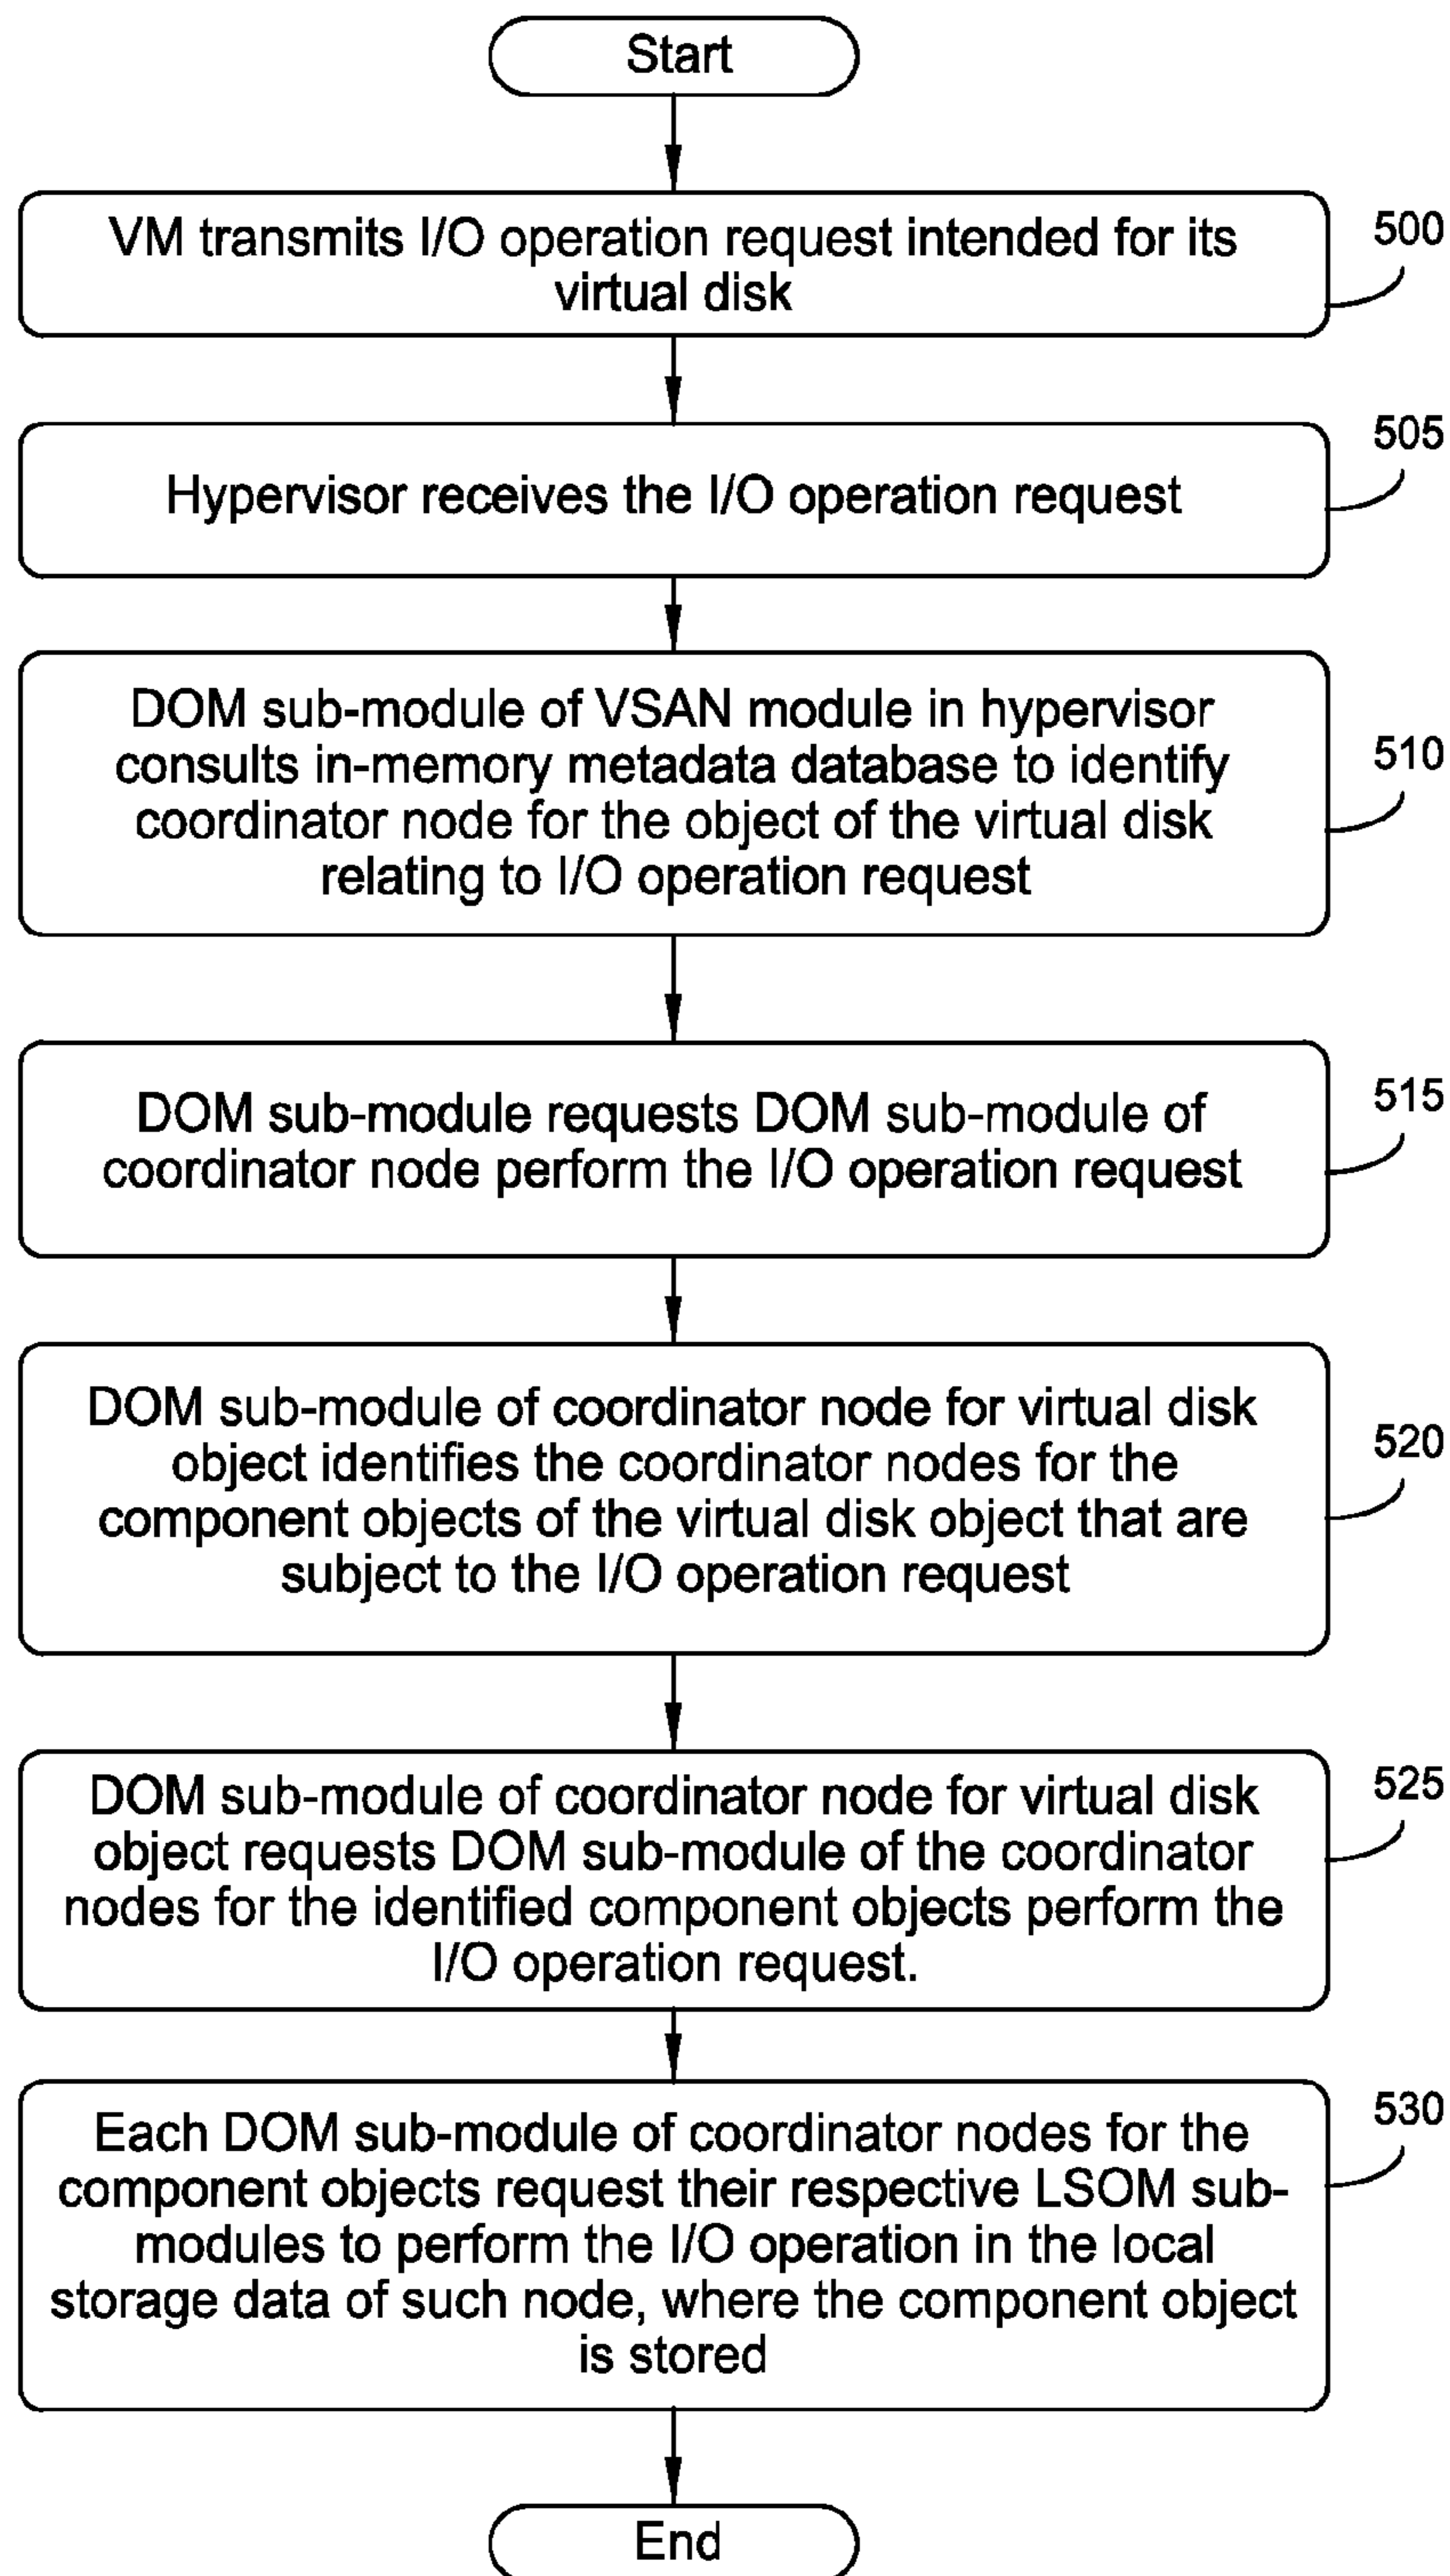 Start
VM transmits I/O operation request intended for its
virtual disk
500
Hypervisor receives the I/O operation request
505
DOM sub-module of VSAN module in hypervisor
consults in-memory metadata database to identify
coordinator node for the object of the virtual disk
relating to I/O operation request
510
DOM sub-module requests DOM sub-module of
coordinator node perform the I/O operation request
515
DOM sub-module of coordinator node for virtual disk
object identifies the coordinator nodes for the
component objects of the virtual disk object that are
subject to the I/O operation request
520
DOM sub-module of coordinator node for virtual disk
object requests DOM sub-module of the coordinator
nodes for the identified component objects perform the
I/O operation request.
525
Each DOM sub-module of coordinator nodes for the
component objects request their respective LSOM sub-
modules to perform the I/O operation in the local
storage data of such node, where the component object
is stored
530
End